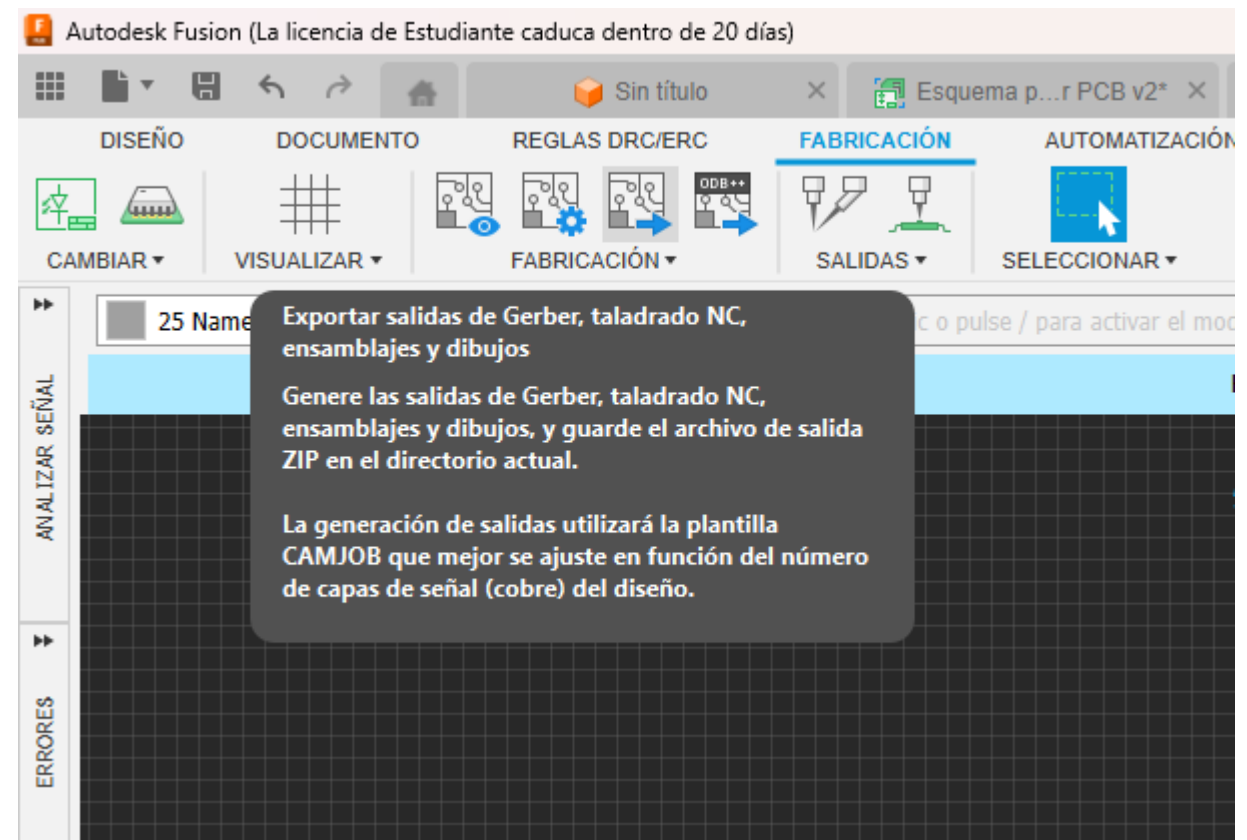 Autodesk Fusion (La licencia de Estudiante caduca dentro de 20 días)
Sin título
Esquema p...r PCB v2*
DISEÑO DOCUMENTO REGLAS DRC/ERC FABRICACIÓN AUTOMATIZACIÓN
ODB++
CAMBIAR VISUALIZAR FABRICACIÓN SALIDAS SELECCIONAR
25 Name
c o pulse / para activar el mod
Exportar salidas de Gerber, taladrado NC,
ensamblajes y dibujos
Genere las salidas de Gerber, taladrado NC,
ensamblajes y dibujos, y guarde el archivo de salida
ZIP en el directorio actual.
La generación de salidas utilizará la plantilla
CAMJOB que mejor se ajuste en función del número
de capas de señal (cobre) del diseño.
ANALIZAR SEÑAL
ERRORES